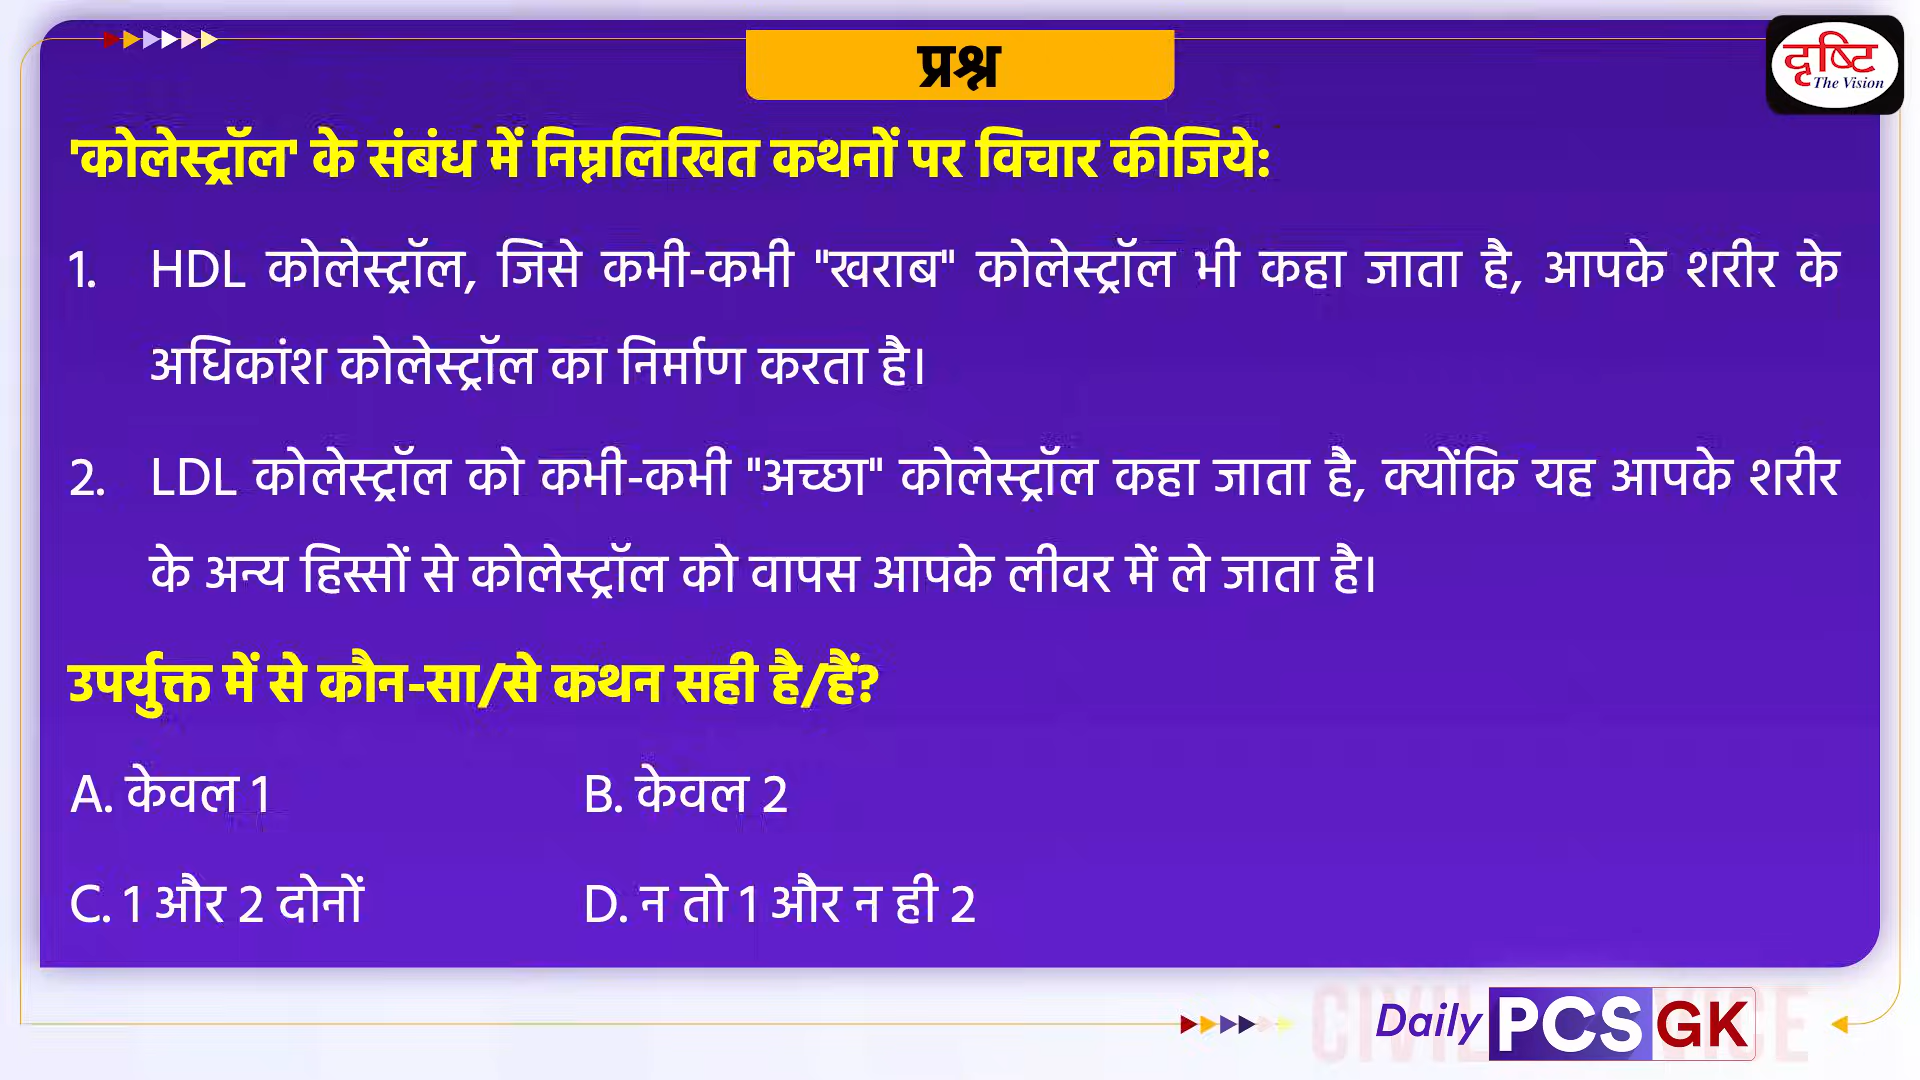 प्रश्न
दृष्टि
The Vision
'कोलेस्ट्रॉल' के संबंध में निम्नलिखित कथनों पर विचार कीजिये:
1. HDL कोलेस्ट्रॉल, जिसे कभी-कभी "खराब" कोलेस्ट्रॉल भी कहा जाता है, आपके शरीर के
अधिकांश कोलेस्ट्रॉल का निर्माण करता है।
2. LDL कोलेस्ट्रॉल को कभी-कभी "अच्छा" कोलेस्ट्रॉल कहा जाता है, क्योंकि यह आपके शरीर
के अन्य हिस्सों से कोलेस्ट्रॉल को वापस आपके लीवर में ले जाता है।
उपर्युक्त में से कौन-सा/से कथन सही है/हैं?
A. केवल 1 B. केवल 2
C. 1 और 2 दोनों D. न तो 1 और न ही 2
Daily PCS GK